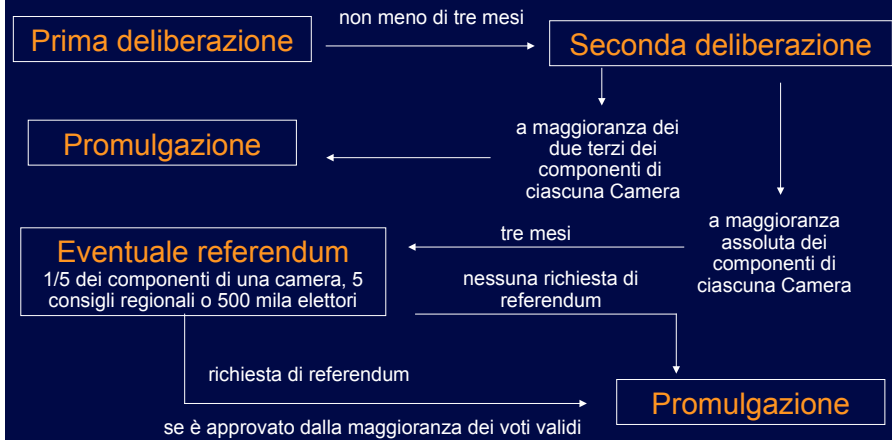 non meno di tre mesi
Prima deliberazione
Seconda deliberazione
a maggioranza dei
due terzi dei
componenti di
ciascuna Camera
Promulgazione
a maggioranza
assoluta dei
componenti di
ciascuna Camera
tre mesi
Eventuale referendum
1/5 dei componenti di una camera, 5
consigli regionali o 500 mila elettori
nessuna richiesta di
referendum
richiesta di referendum
se è approvato dalla maggioranza dei voti validi
Promulgazione